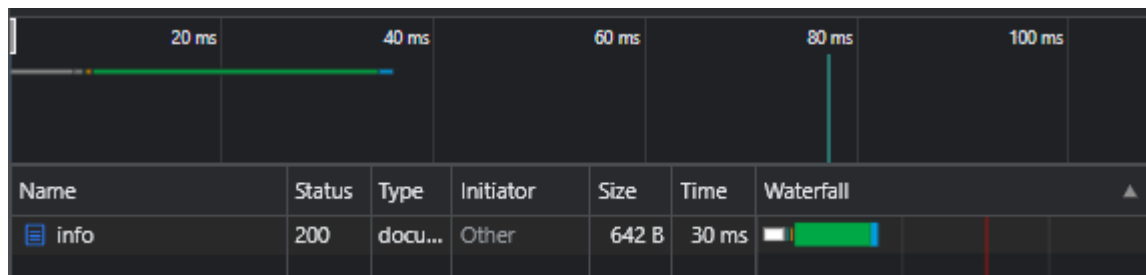 20 ms 40 ms 60 ms 80 ms 100 ms
Name Status Type Initiator Size Time Waterfall
info 200 docu... Other 642 B 30 ms